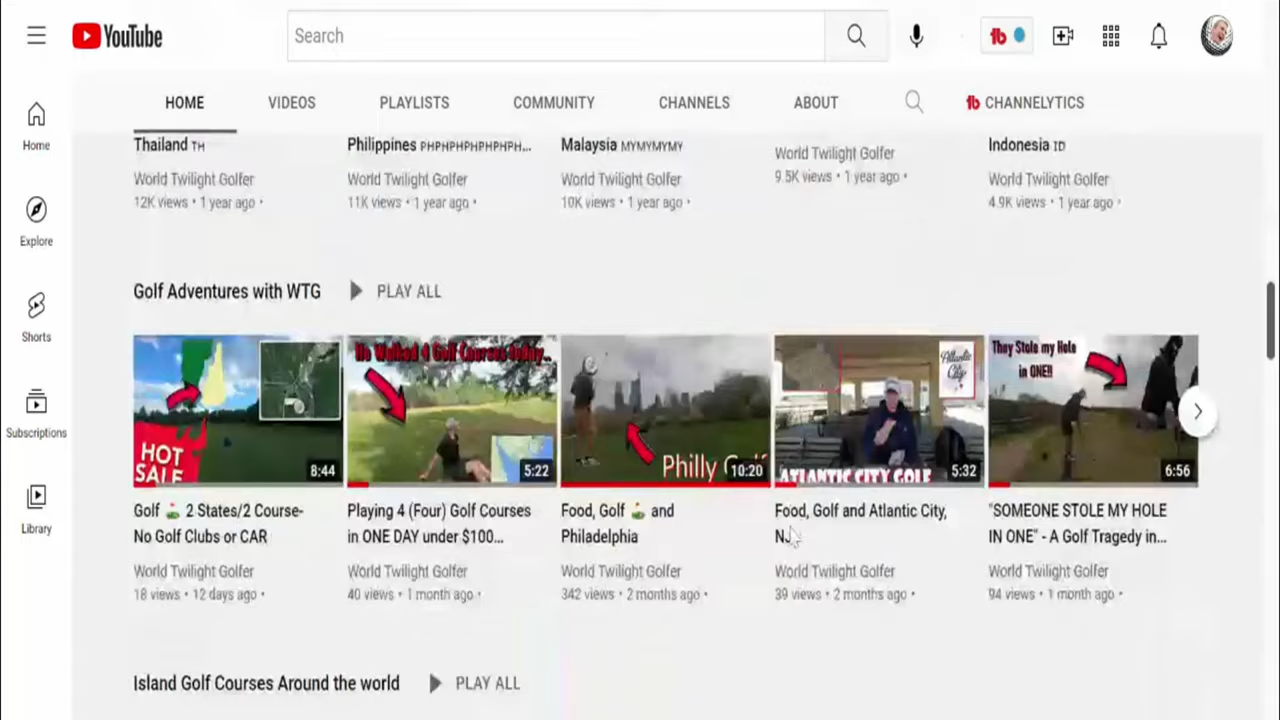 YouTube
Search
HOME VIDEOS PLAYLISTS COMMUNITY CHANNELS ABOUT CHANNELYTICS
Home
Explore
Shorts
Subscriptions
Library
Thailand TH
World Twilight Golfer
12K views • 1 year ago
Philippines PHPHPHPHPHPHPH...
World Twilight Golfer
11K views • 1 year ago
Malaysia MYMYMYMY
World Twilight Golfer
10K views • 1 year ago
World Twilight Golfer
9.5K views • 1 year ago
Indonesia ID
World Twilight Golfer
4.9K views • 1 year ago
Golf Adventures with WTG PLAY ALL
HOT
SALE
8:44
Golf ⛳ 2 States/2 Course-
No Golf Clubs or CAR
World Twilight Golfer
18 views • 12 days ago
No Walked 4 Golf Courses today..
5:22
Playing 4 (Four) Golf Courses
in ONE DAY under $100...
World Twilight Golfer
40 views • 1 month ago
Philly Golf
10:20
Food, Golf ⛳ and
Philadelphia
World Twilight Golfer
342 views • 2 months ago
Atlantic
City
ATLANTIC CITY GOLF
5:32
Food, Golf and Atlantic City,
NJ
World Twilight Golfer
39 views • 2 months ago
They Stole my Hole
in ONE!!
6:56
"SOMEONE STOLE MY HOLE
IN ONE" - A Golf Tragedy in...
World Twilight Golfer
94 views • 1 month ago
Island Golf Courses Around the world PLAY ALL